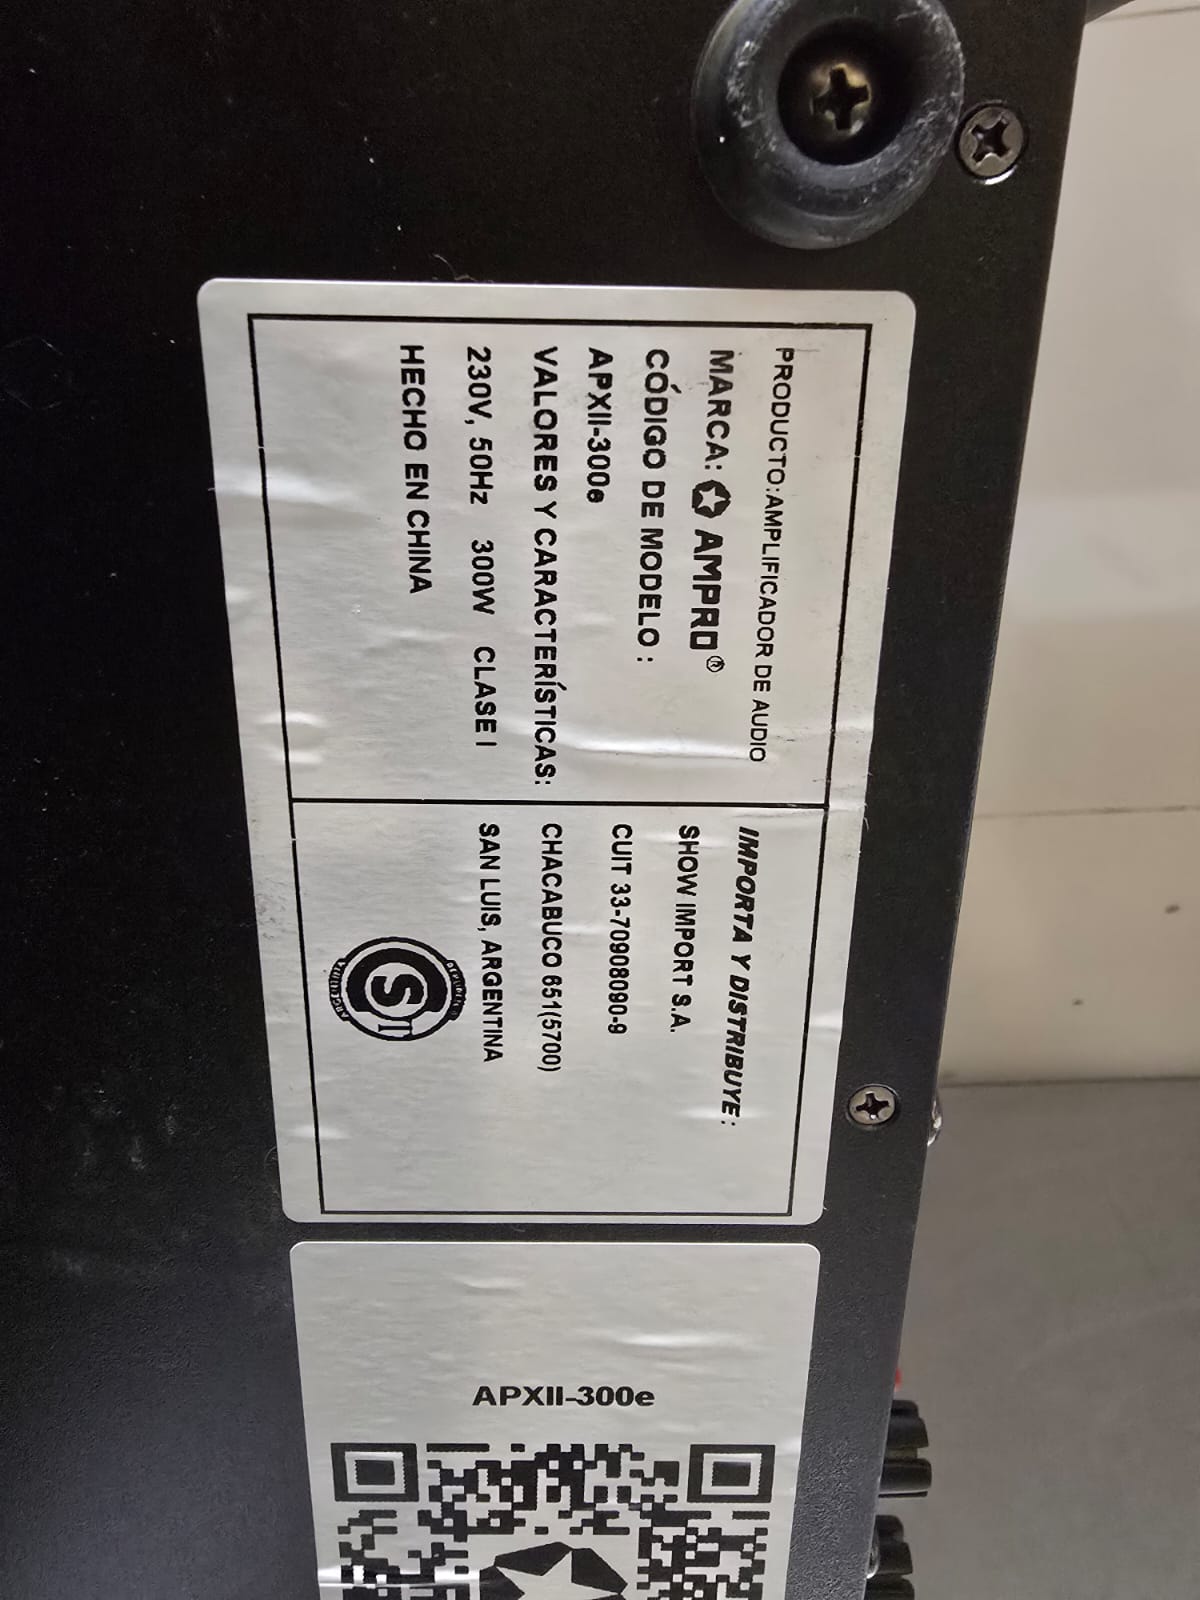 PRODUCTO:AMPLIFICADOR DE AUDIO
MARCA: AMPRO®
CÓDIGO DE MODELO :
APXII-300e
VALORES Y CARACTERÍSTICAS:
230V, 50Hz 300W CLASE I
HECHO EN CHINA
IMPORTA Y DISTRIBUYE :
SHOW IMPORT S.A.
CUIT 33-70908090-9
CHACABUCO 651(5700)
SAN LUIS, ARGENTINA
S
APXII-300e